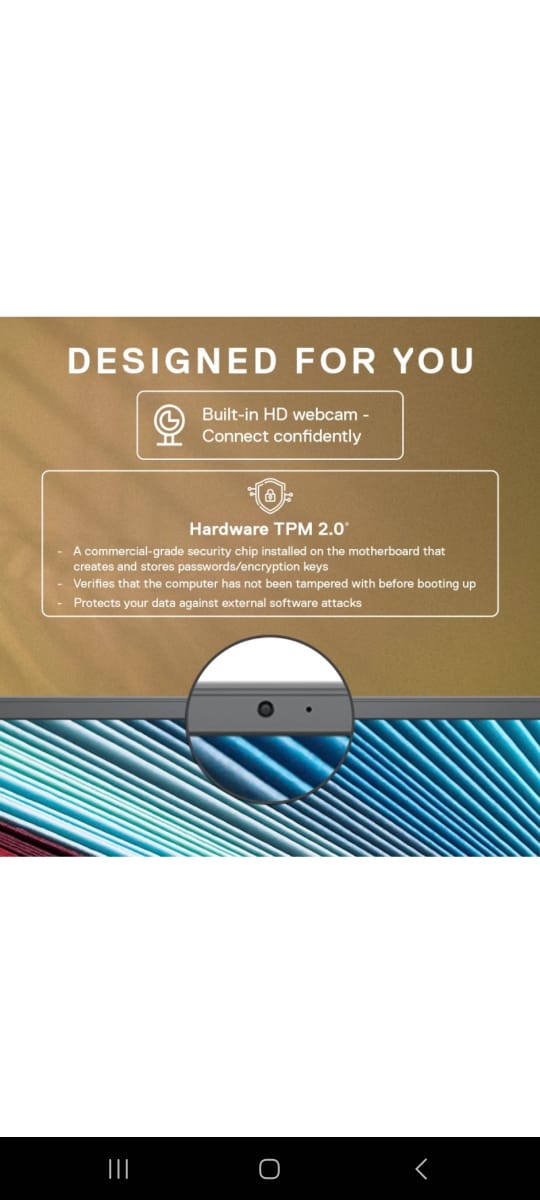 DESIGNED FOR YOU
Built-in HD webcam -
Connect confidently
Hardware TPM 2.0*
- A commercial-grade security chip installed on the motherboard that
creates and stores passwords/encryption keys
- Verifies that the computer has not been tampered with before booting up
- Protects your data against external software attacks